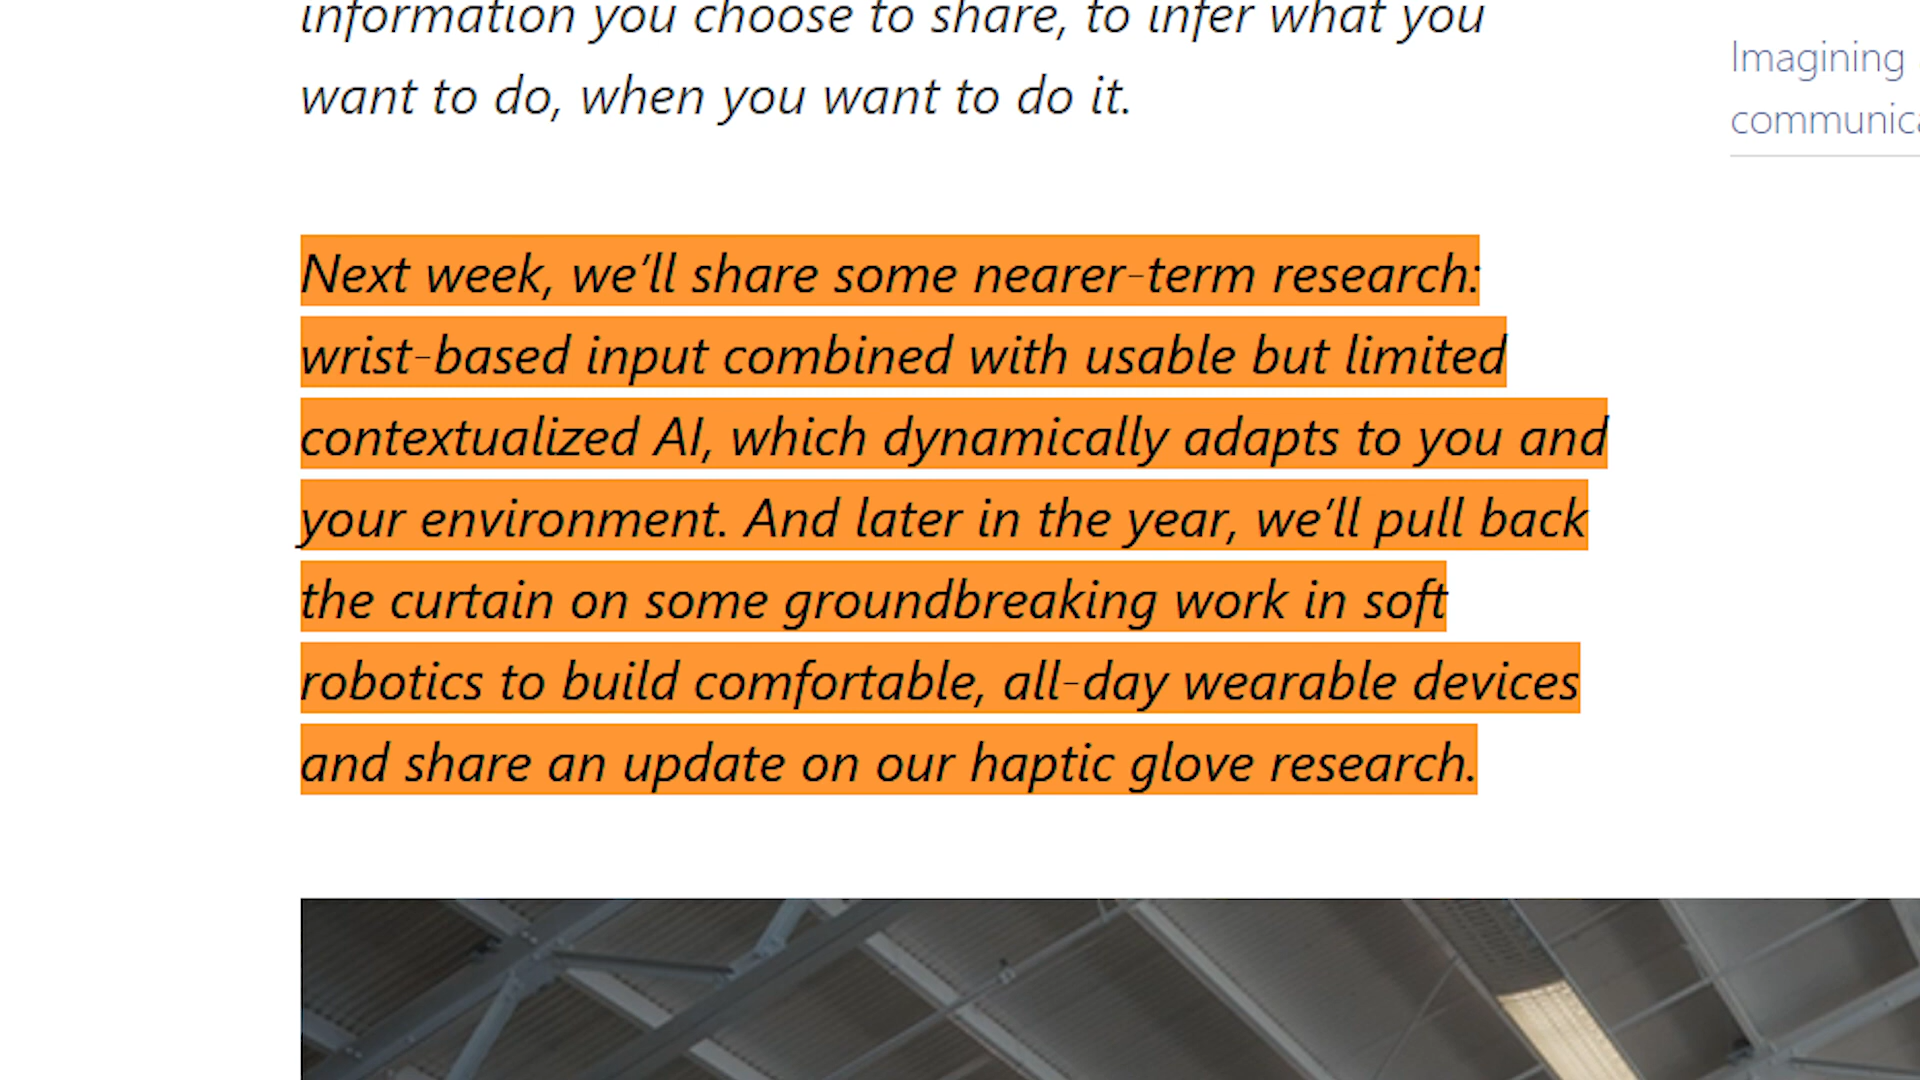 information you choose to share, to infer what you
want to do, when you want to do it.
Imagining
communica
Next week, we’ll share some nearer-term research:
wrist-based input combined with usable but limited
contextualized AI, which dynamically adapts to you and
your environment. And later in the year, we’ll pull back
the curtain on some groundbreaking work in soft
robotics to build comfortable, all-day wearable devices
and share an update on our haptic glove research.